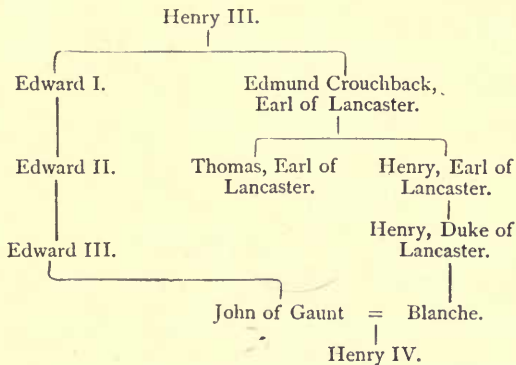 Henry III.
Edward I.
Edmund Crouchback,
Earl of Lancaster.
Edward II.
Thomas, Earl of
Lancaster.
Henry, Earl of
Lancaster.
Edward III.
Henry, Duke of
Lancaster.
John of Gaunt = Blanche.
Henry IV.